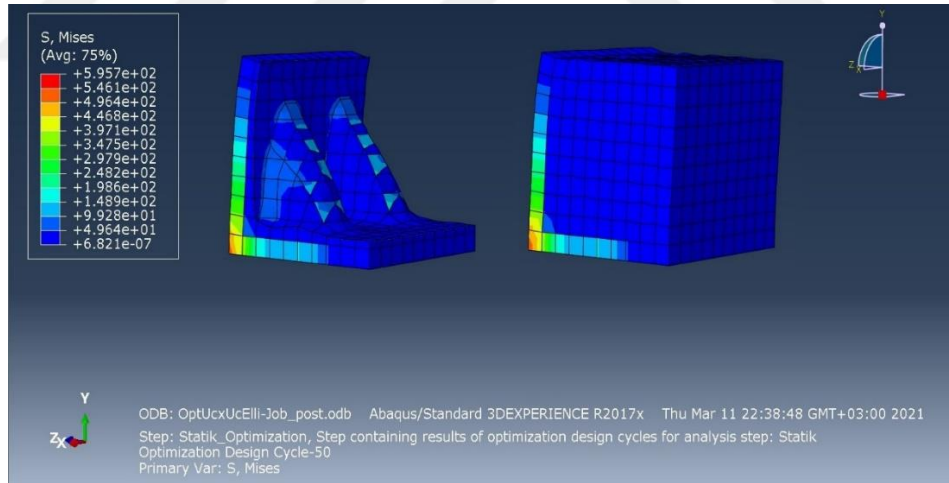 S, Mises
(Avg: 75%)
+5.957e+02
+5.461e+02
+4.964e+02
+4.468e+02
+3.971e+02
+3.475e+02
+2.979e+02
+2.482e+02
+1.986e+02
+1.489e+02
+9.928e+01
+4.964e+01
+6.821e-07
Y
Z
X
Y
Z
X
ODB: OptUcxUcElli-Job_post.odb Abaqus/Standard 3DEXPERIENCE R2017x Thu Mar 11 22:38:48 GMT+03:00 2021
Step: Statik_Optimization, Step containing results of optimization design cycles for analysis step: Statik
Optimization Design Cycle-50
Primary Var: S, Mises